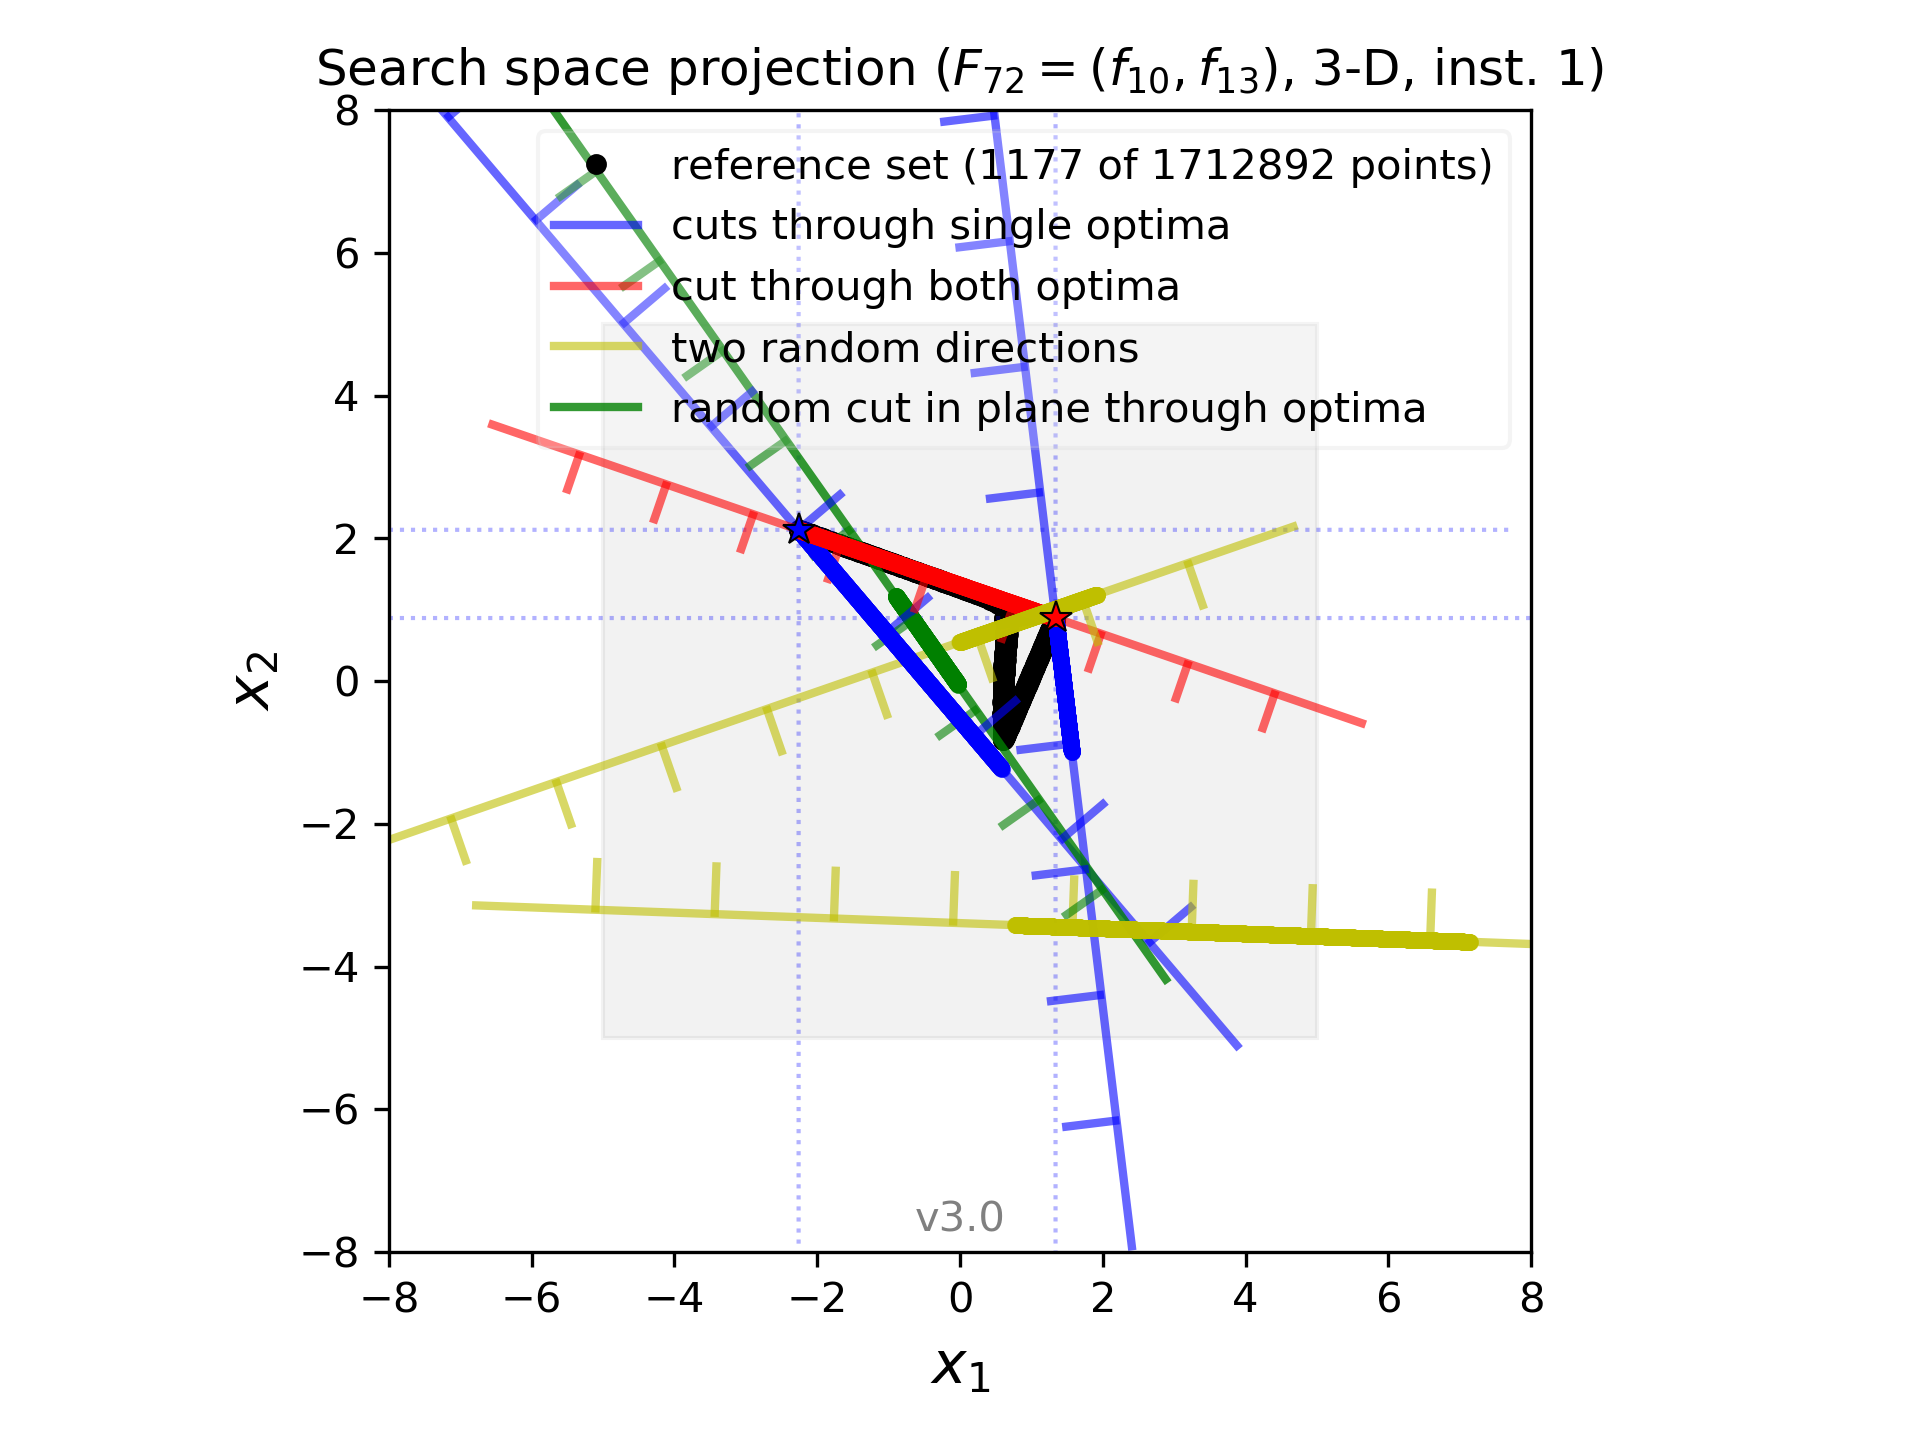 Search space projection (F72 = (f10, f13), 3-D, inst. 1)
8
6
4
2
0
−2
−4
−6
−8
x2
reference set (1177 of 1712892 points)
cuts through single optima
cut through both optima
two random directions
random cut in plane through optima
v3.0
−8 −6 −4 −2 0 2 4 6 8
x1